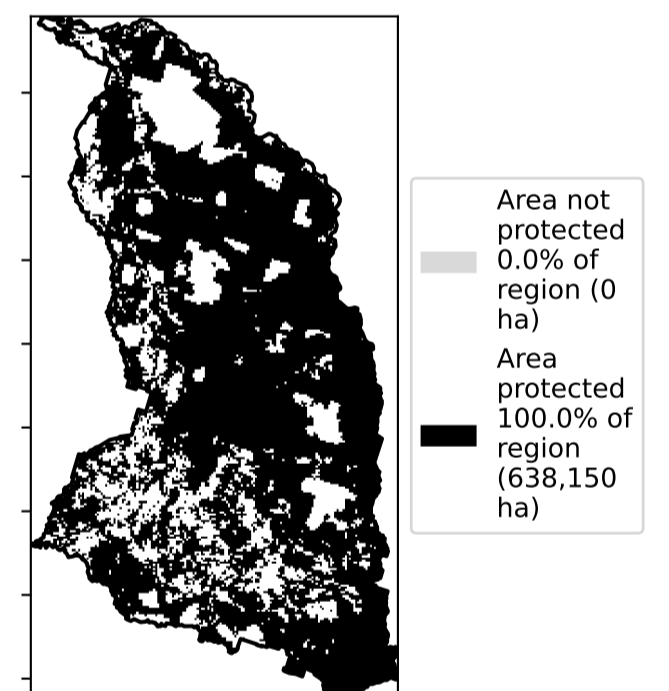 Area not
protected
0.0% of
region (0
ha)
Area
protected
100.0% of
region
(638,150
ha)